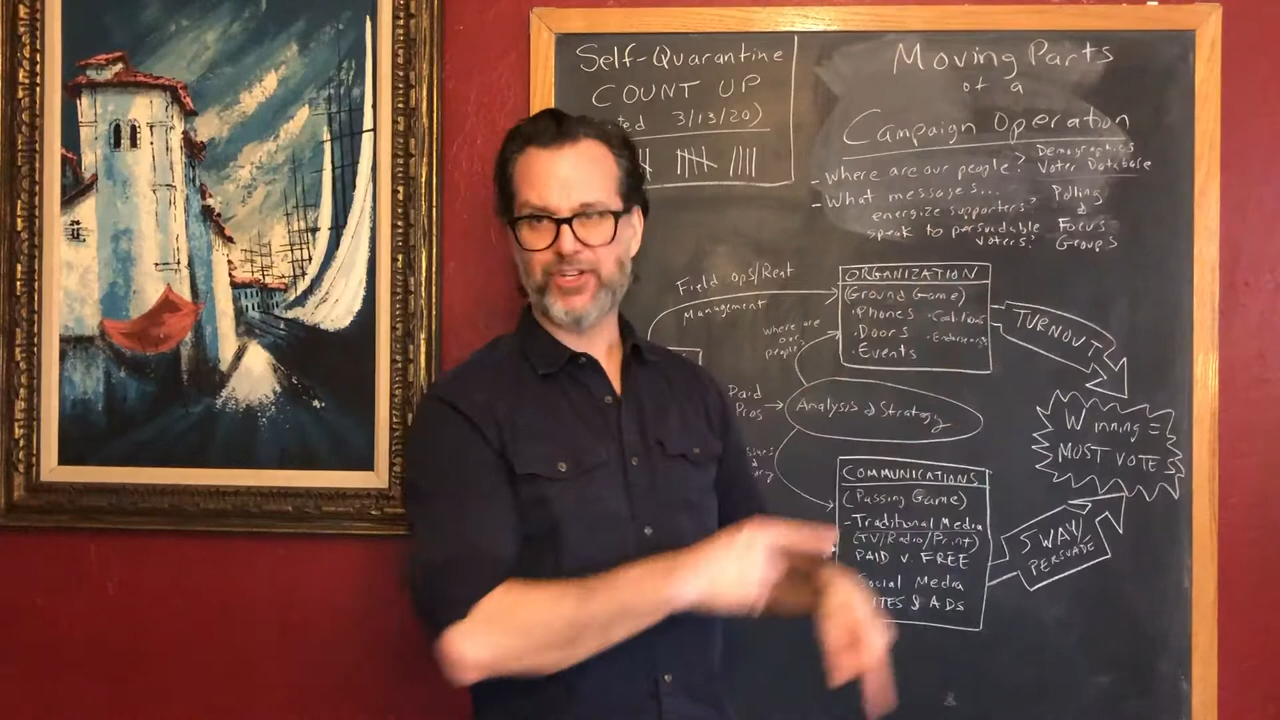 Self-Quarantine
COUNT UP
ted 3/13/20)
Moving Parts
of a
Campaign Operation
- Where are our people? Demographics
Voter Database
- What messages...
energize supporters?
speak to persuadable
voters?
Polling
&
Focus
Groups
Field ops/Rent
Management
where are
our
people?
ORGANIZATION
(Ground Game)
· Phones
· Doors
· Events
· Coalitions
· Endorsements
TURNOUT
Paid
Pros
Analysis & Strategy
Winning =
MOST VOTES
COMMUNICATIONS
(Passing Game)
- Traditional Media
(TV/Radio/Print)
PAID V. FREE
Social Media
& ADS
SWAY/
PERSUADE